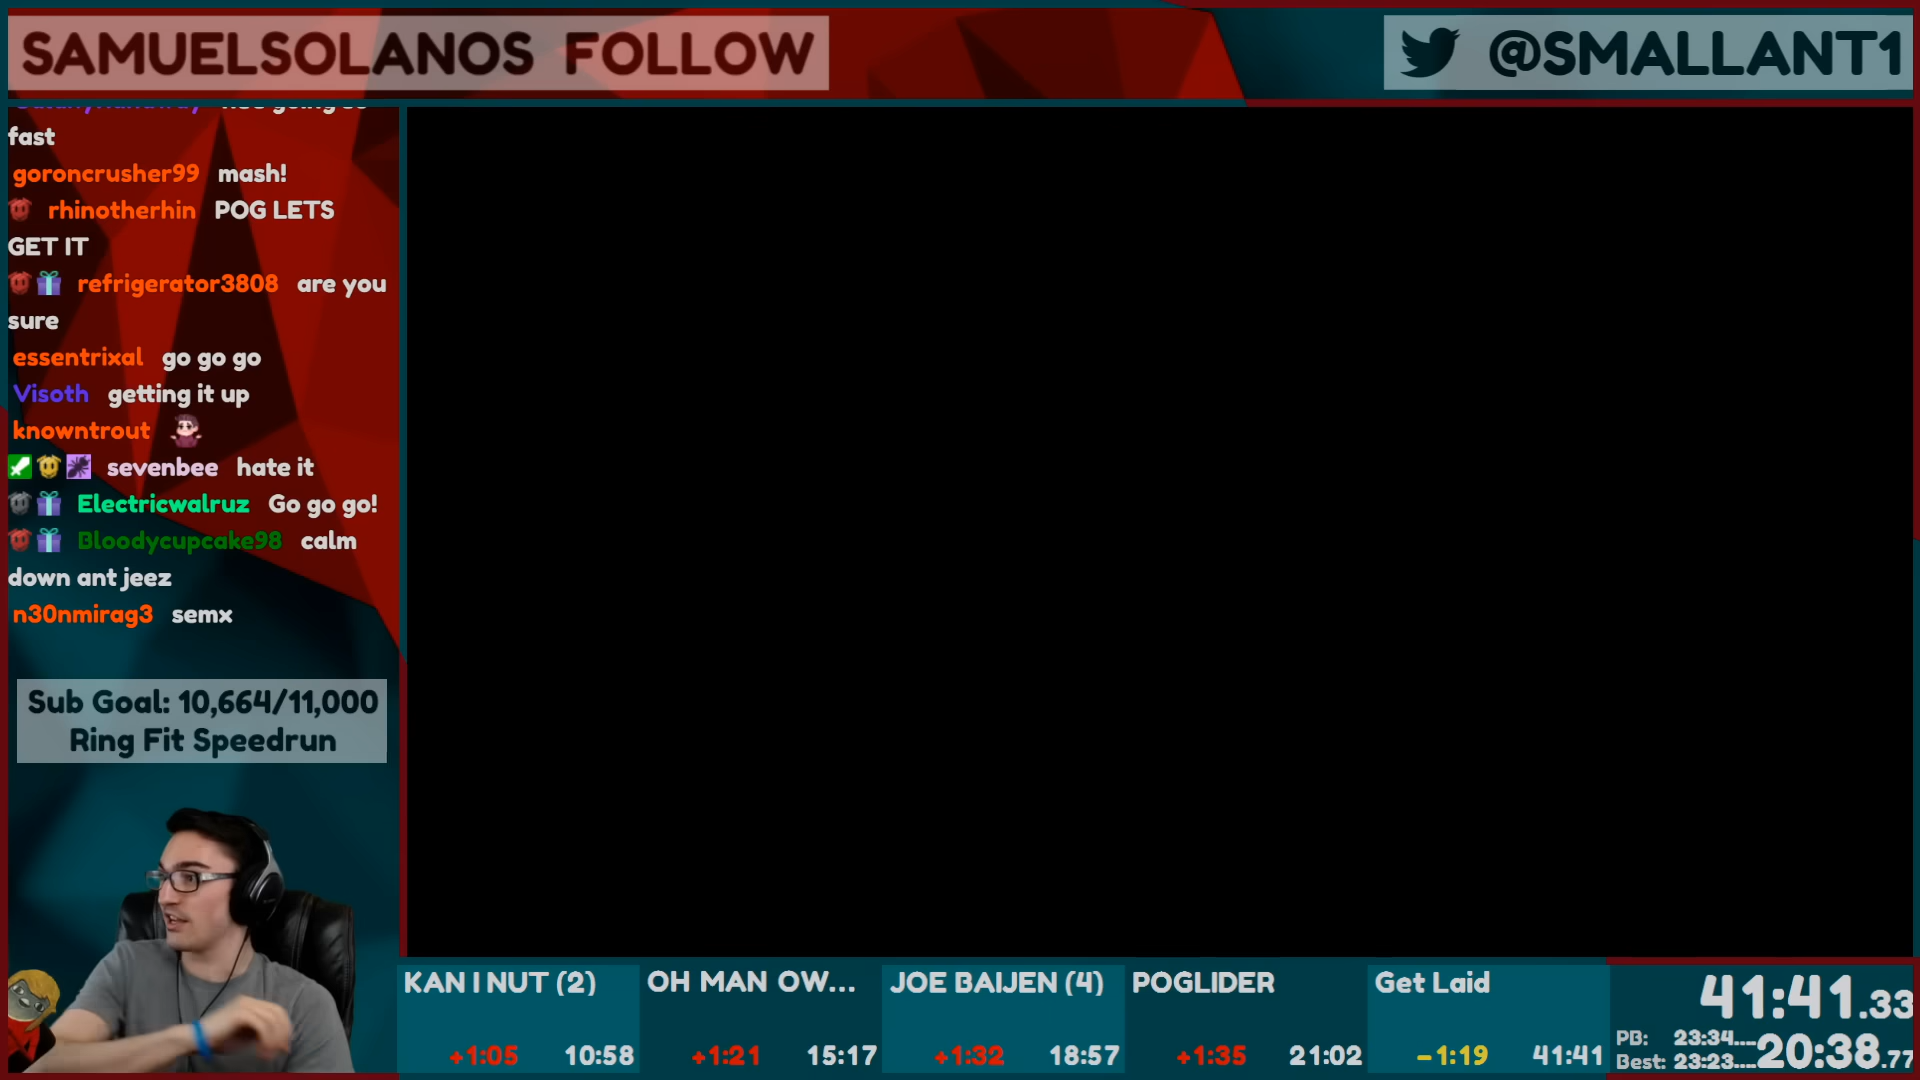 SAMUELSOLANOS FOLLOW
@SMALLANT1
fast
goroncrusher99 mash!
rhinotherhin POG LETS
GET IT
refrigerator3808 are you
sure
essentrixal go go go
Visoth getting it up
knowntrout
sevenbee hate it
Electricwalruz Go go go!
Bloodycupcake98 calm
down ant jeez
n30nmirag3 semx
Sub Goal: 10,664/11,000
Ring Fit Speedrun
KAN I NUT (2)
+1:05 10:58
OH MAN OW...
+1:21 15:17
JOE BAIJEN (4)
+1:32 18:57
POGLIDER
+1:35 21:02
Get Laid
-1:19 41:41
41:41.33
PB: 23:34....
Best: 23:23....
20:38.77